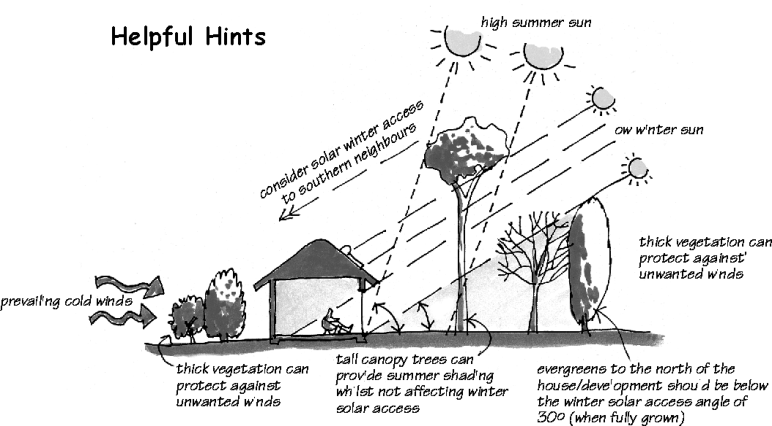 Helpful Hints
high summer sun
consider solar winter access
to southern neighbours
ow winter sun
thick vegetation can
protect against
unwanted winds
prevailing cold winds
thick vegetation can
protect against
unwanted winds
tall canopy trees can
provide summer shading
whilst not affecting winter
solar access
evergreens to the north of the
house/development should be below
the winter solar access angle of
30º (when fully grown)